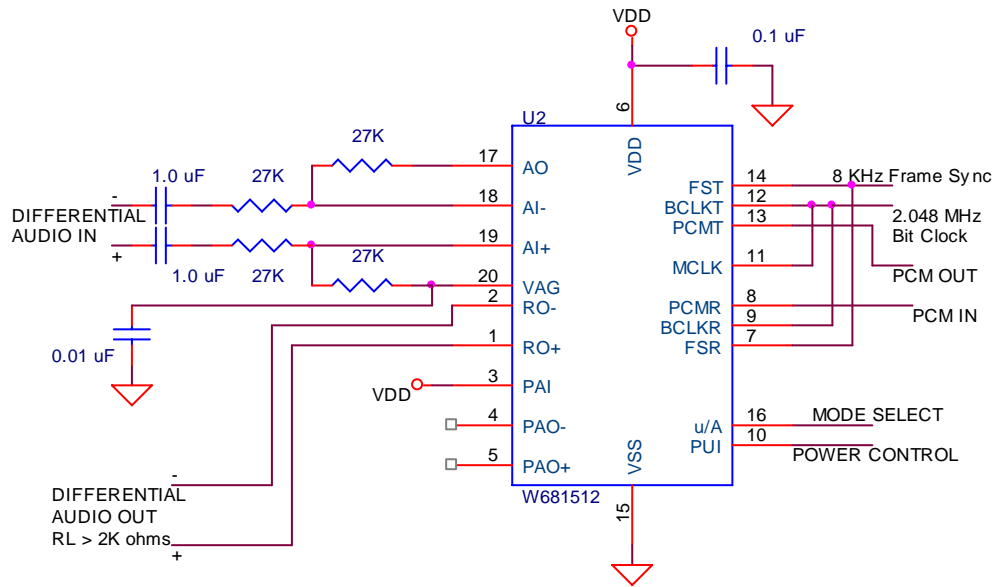 VDD
0.1 uF
U2
6
VDD
27K
17
AO
1.0 uF
27K
18
AI-
-
DIFFERENTIAL
AUDIO IN
+
19
AI+
1.0 uF
27K
27K
20
VAG
2
RO-
0.01 uF
1
RO+
VDD
3
PAI
4
PAO-
5
PAO+
FST
14
8 KHz Frame Sync
BCLKT
12
2.048 MHz
Bit Clock
PCMT
13
MCLK
11
PCM OUT
PCMR
8
PCM IN
BCLKR
9
FSR
7
u/A
16
MODE SELECT
PUI
10
POWER CONTROL
VSS
15
W681512
-
DIFFERENTIAL
AUDIO OUT
RL > 2K ohms
+